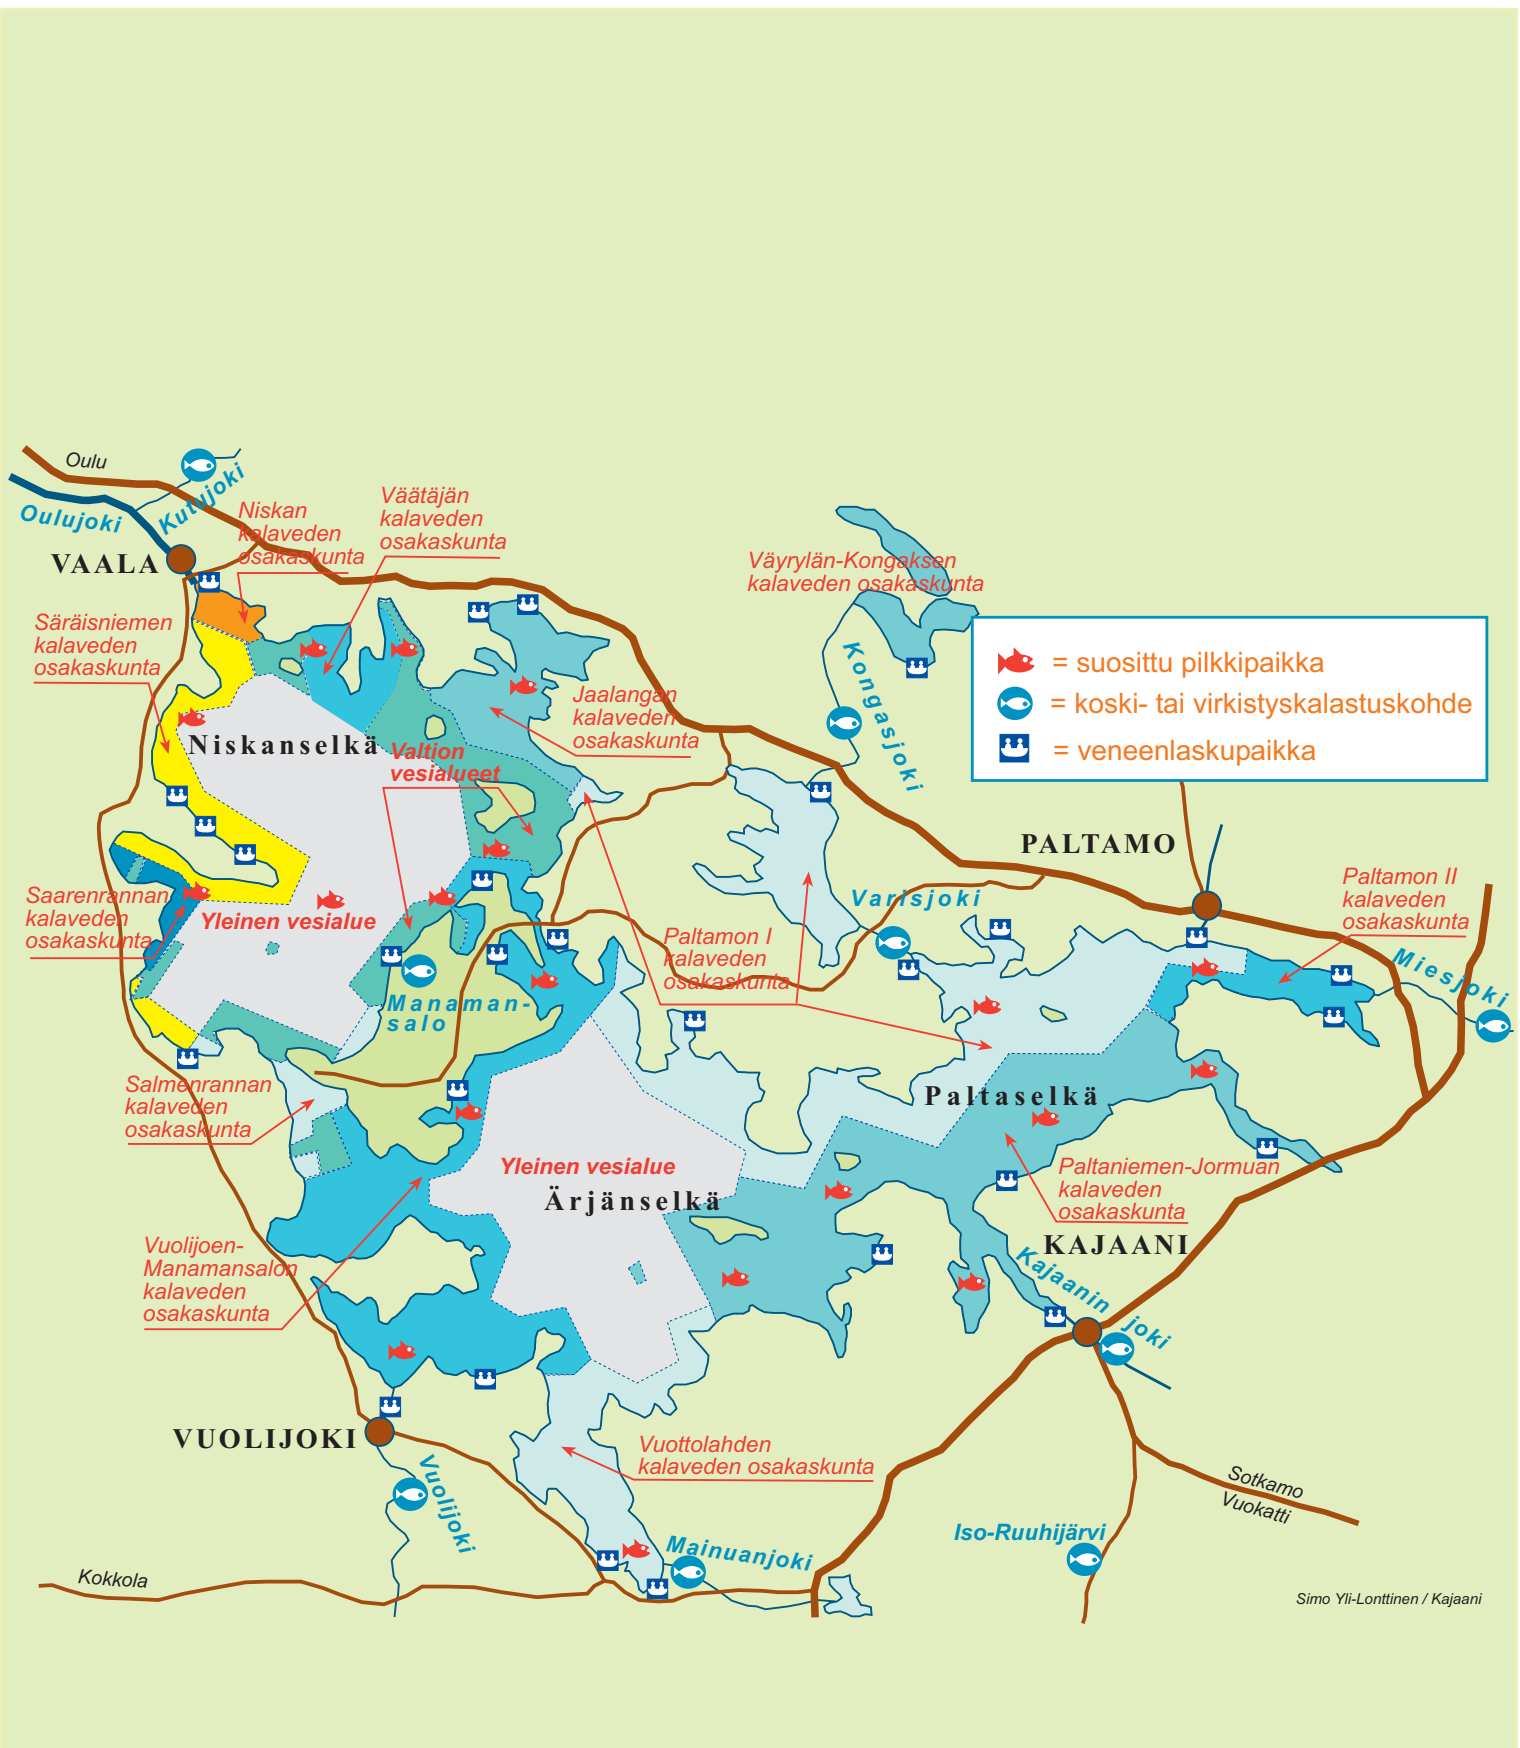 Oulu
Oulujoki
Kutujoki
VAALA
Niskan
kalaveden
osakaskunta
Väätäjän
kalaveden
osakaskunta
Väyrylän-Kongaksen
kalaveden osakaskunta
Säräisniemen
kalaveden
osakaskunta
Kongasjoki
= suosittu pilkkipaikka
= koski- tai virkistyskalastuskohde
= veneenlaskupaikka
Jaalangan
kalaveden
osakaskunta
Niskanselkä
Valtion
vesialueet
PALTAMO
Saarenrannan
kalaveden
osakaskunta
Yleinen vesialue
Varisjoki
Paltamon II
kalaveden
osakaskunta
Paltamon I
kalaveden
osakaskunta
Miesjoki
Manaman-
salo
Salmenrannan
kalaveden
osakaskunta
Paltaselkä
Yleinen vesialue
Ärjänselkä
Paltaniemen-Jormuan
kalaveden
osakaskunta
Vuolijoen-
Manamansalon
kalaveden
osakaskunta
KAJAANI
Kajaanin
joki
VUOLIJOKI
Vuottolahden
kalaveden osakaskunta
Vuolijoki
Sotkamo
Vuokatti
Mainuanjoki
Iso-Ruuhijärvi
Kokkola
Simo Yli-Lonttinen / Kajaani